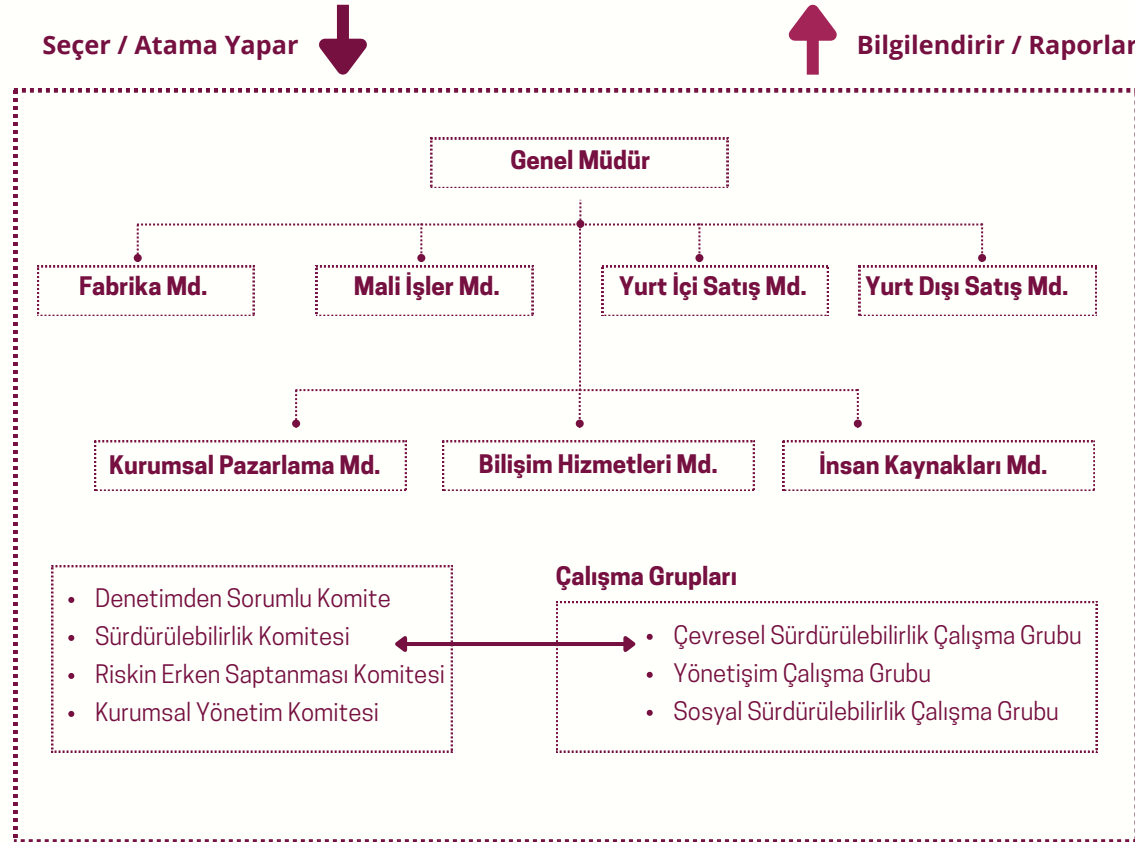 Seçer / Atama Yapar
Bilgilendirir / Raporlar
Genel Müdür
Fabrika Md.
Mali İşler Md.
Yurt İçi Satış Md.
Yurt Dışı Satış Md.
Kurumsal Pazarlama Md.
Bilişim Hizmetleri Md.
İnsan Kaynakları Md.
• Denetimden Sorumlu Komite
• Sürdürülebilirlik Komitesi
• Riskin Erken Saptanması Komitesi
• Kurumsal Yönetim Komitesi
Çalışma Grupları
• Çevresel Sürdürülebilirlik Çalışma Grubu
• Yönetişim Çalışma Grubu
• Sosyal Sürdürülebilirlik Çalışma Grubu